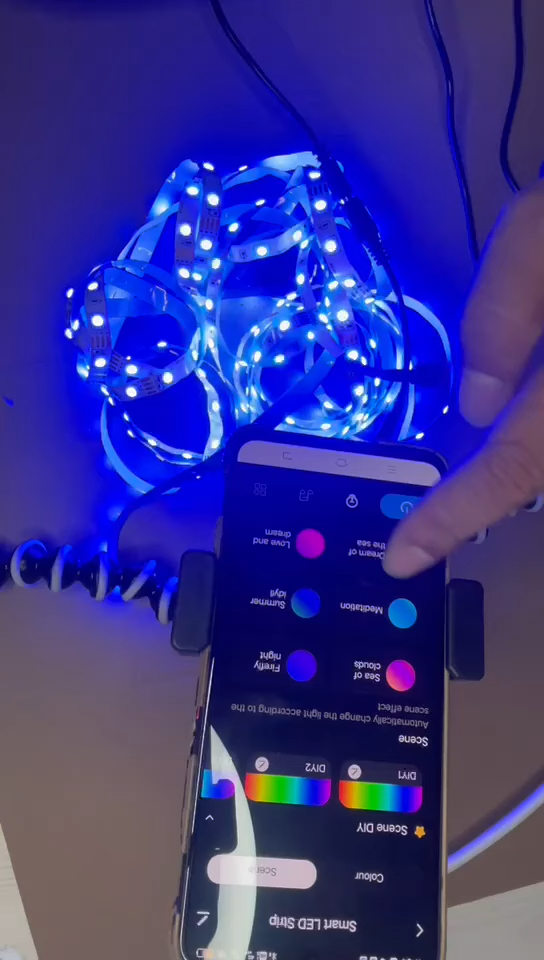 Smart LED Strip
Colour
Scene
Scene DIY
DIY1
DIY2
Scene
Automatically change the light according to the
scene effect
Sea of
clouds
Firefly
night
Meditation
Summer
idyll
Dream of
the sea
Love and
dream